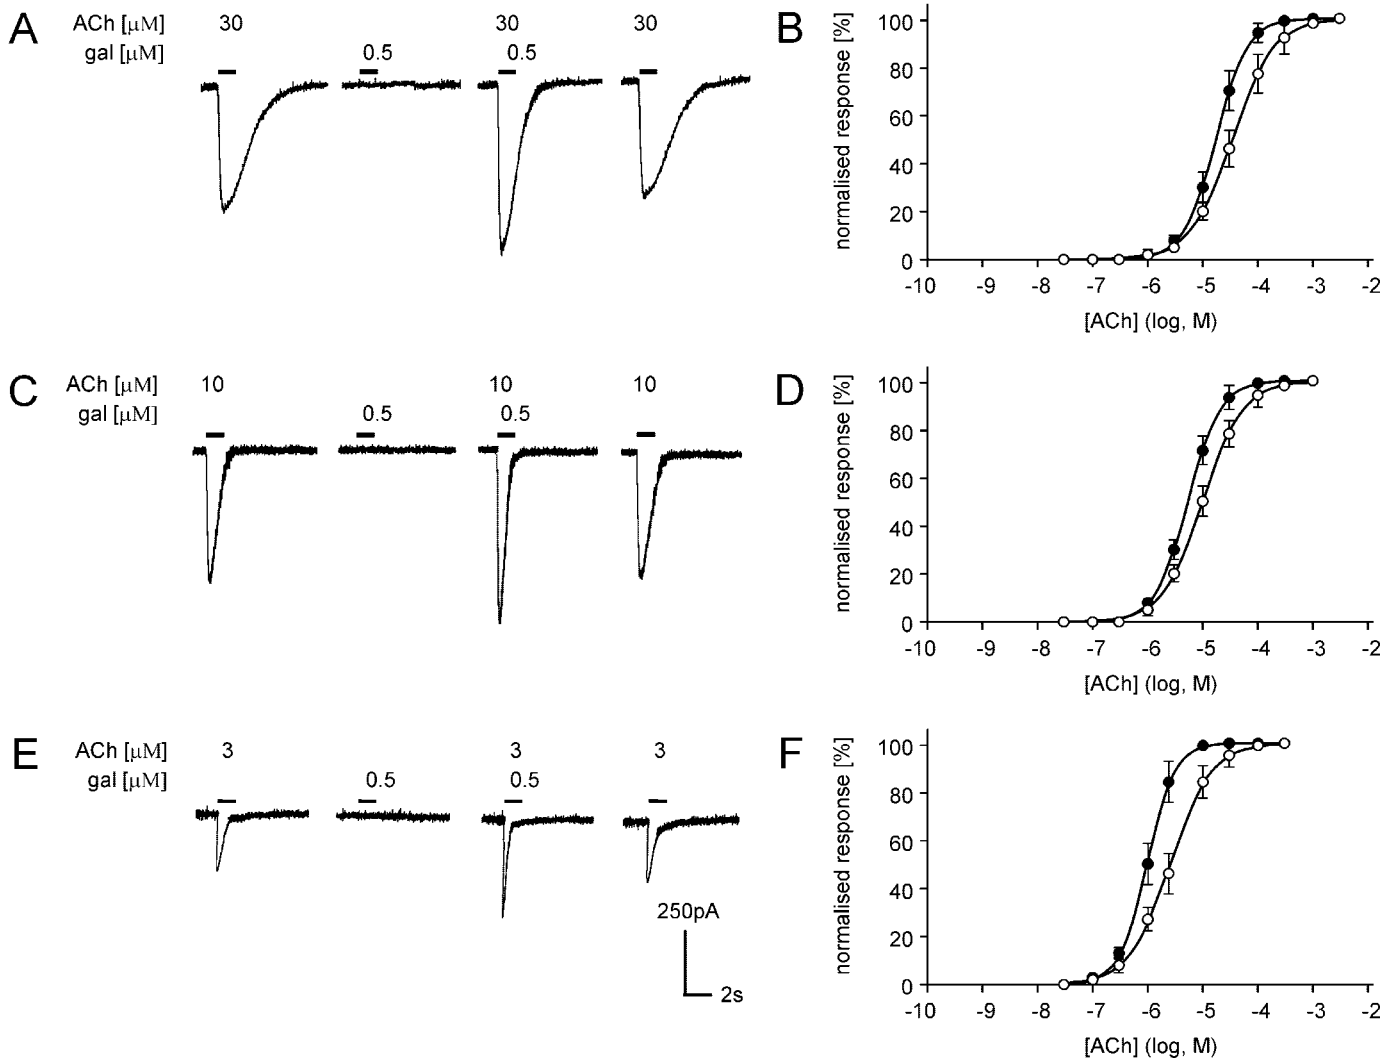 A
ACh [µM] 30 30 30
gal [µM] 0.5 0.5
B
normalised response [%]
100
80
60
40
20
0
-10 -9 -8 -7 -6 -5 -4 -3 -2
[ACh] (log, M)
C
ACh [µM] 10 10 10
gal [µM] 0.5 0.5
D
normalised response [%]
100
80
60
40
20
0
-10 -9 -8 -7 -6 -5 -4 -3 -2
[ACh] (log, M)
E
ACh [µM] 3 3 3
gal [µM] 0.5 0.5
250pA
2s
F
normalised response [%]
100
80
60
40
20
0
-10 -9 -8 -7 -6 -5 -4 -3 -2
[ACh] (log, M)